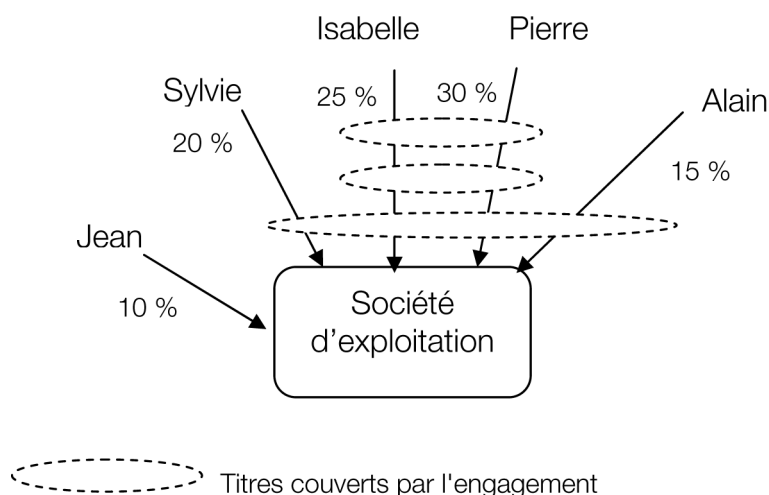 Isabelle
Pierre
Sylvie
25 %
30 %
Alain
20 %
15 %
Jean
10 %
Société
d'exploitation
Titres couverts par l'engagement